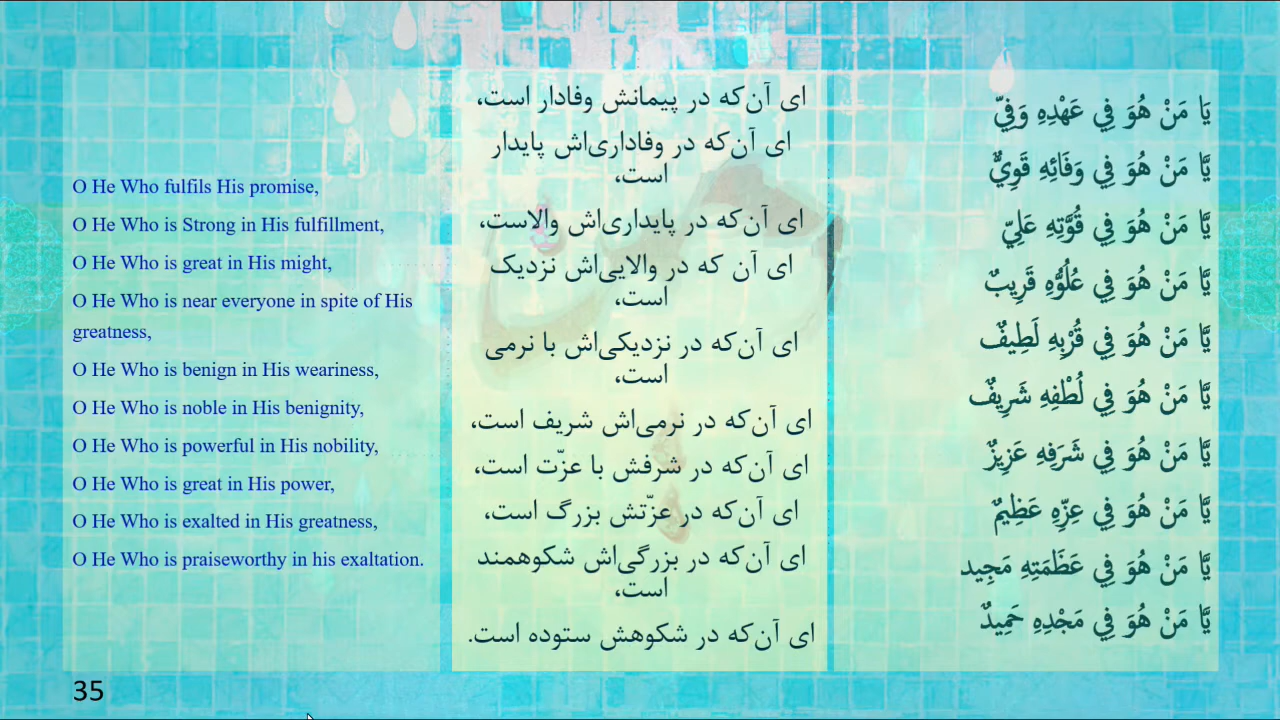 O He Who fulfils His promise,
O He Who is Strong in His fulfillment,
O He Who is great in His might,
O He Who is near everyone in spite of His
greatness,
O He Who is benign in His weariness,
O He Who is noble in His benignity,
O He Who is powerful in His nobility,
O He Who is great in His power,
O He Who is exalted in His greatness,
O He Who is praiseworthy in his exaltation.
ای آن‌که در پیمانش وفادار است،
ای آن‌که در وفاداری‌اش پایدار
است،
ای آن‌که در پایداری‌اش والاست،
ای آن که در والایی‌اش نزدیک
است،
ای آن‌که در نزدیکی‌اش با نرمی
است،
ای آن‌که در نرمی‌اش شریف است،
ای آن‌که در شرفش با عزّت است،
ای آن‌که در عزّتش بزرگ است،
ای آن‌که در بزرگی‌اش شکوهمند
است،
ای آن‌که در شکوهش ستوده است.
يَا مَنْ هُوَ فِي عَهْدِهِ وَفِيّ
يَّا مَنْ هُوَ فِي وَفَائِهِ قَوِيٌّ
يَّا مَنْ هُوَ فِي قُوَّتِهِ عَلِيّ
يَّا مَنْ هُوَ فِي عُلُوُّهِ قَرِيبٌ
يَّا مَنْ هُوَ فِي قُرْبِهِ لَطِيفٌ
يَّا مَنْ هُوَ فِي لُطْفِهِ شَرِيفٌ
يَّا مَنْ هُوَ فِي شَرَفِهِ عَزِيزٌ
يَّا مَنْ هُوَ فِي عِزِّهِ عَظِيمٌ
يَّا مَنْ هُوَ فِي عَظَمَتِهِ مَجِيد
يَّا مَنْ هُوَ فِي مَجْدِهِ حَمِيدٌ
35